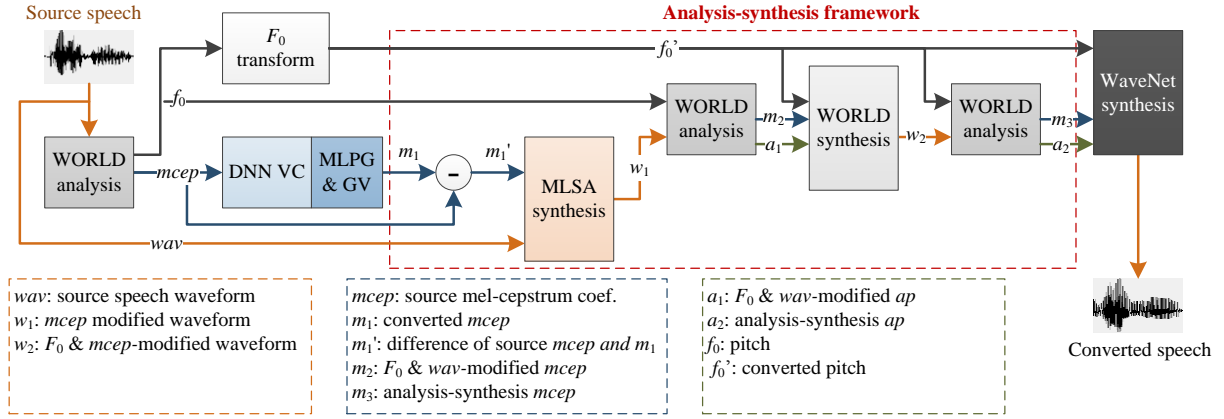 Source speech
Analysis-synthesis framework
F0
transform
f0'
f0
WORLD
analysis
mcep
DNN VC
MLPG
& GV
m1
-
m1'
MLSA
synthesis
w1
WORLD
analysis
m2
a1
WORLD
synthesis
w2
WORLD
analysis
m3
a2
WaveNet
synthesis
wav
Converted speech
wav: source speech waveform
w1: mcep modified waveform
w2: F0 & mcep-modified waveform
mcep: source mel-cepstrum coef.
m1: converted mcep
m1': difference of source mcep and m1
m2: F0 & wav-modified mcep
m3: analysis-synthesis mcep
a1: F0 & wav-modified ap
a2: analysis-synthesis ap
f0: pitch
f0': converted pitch